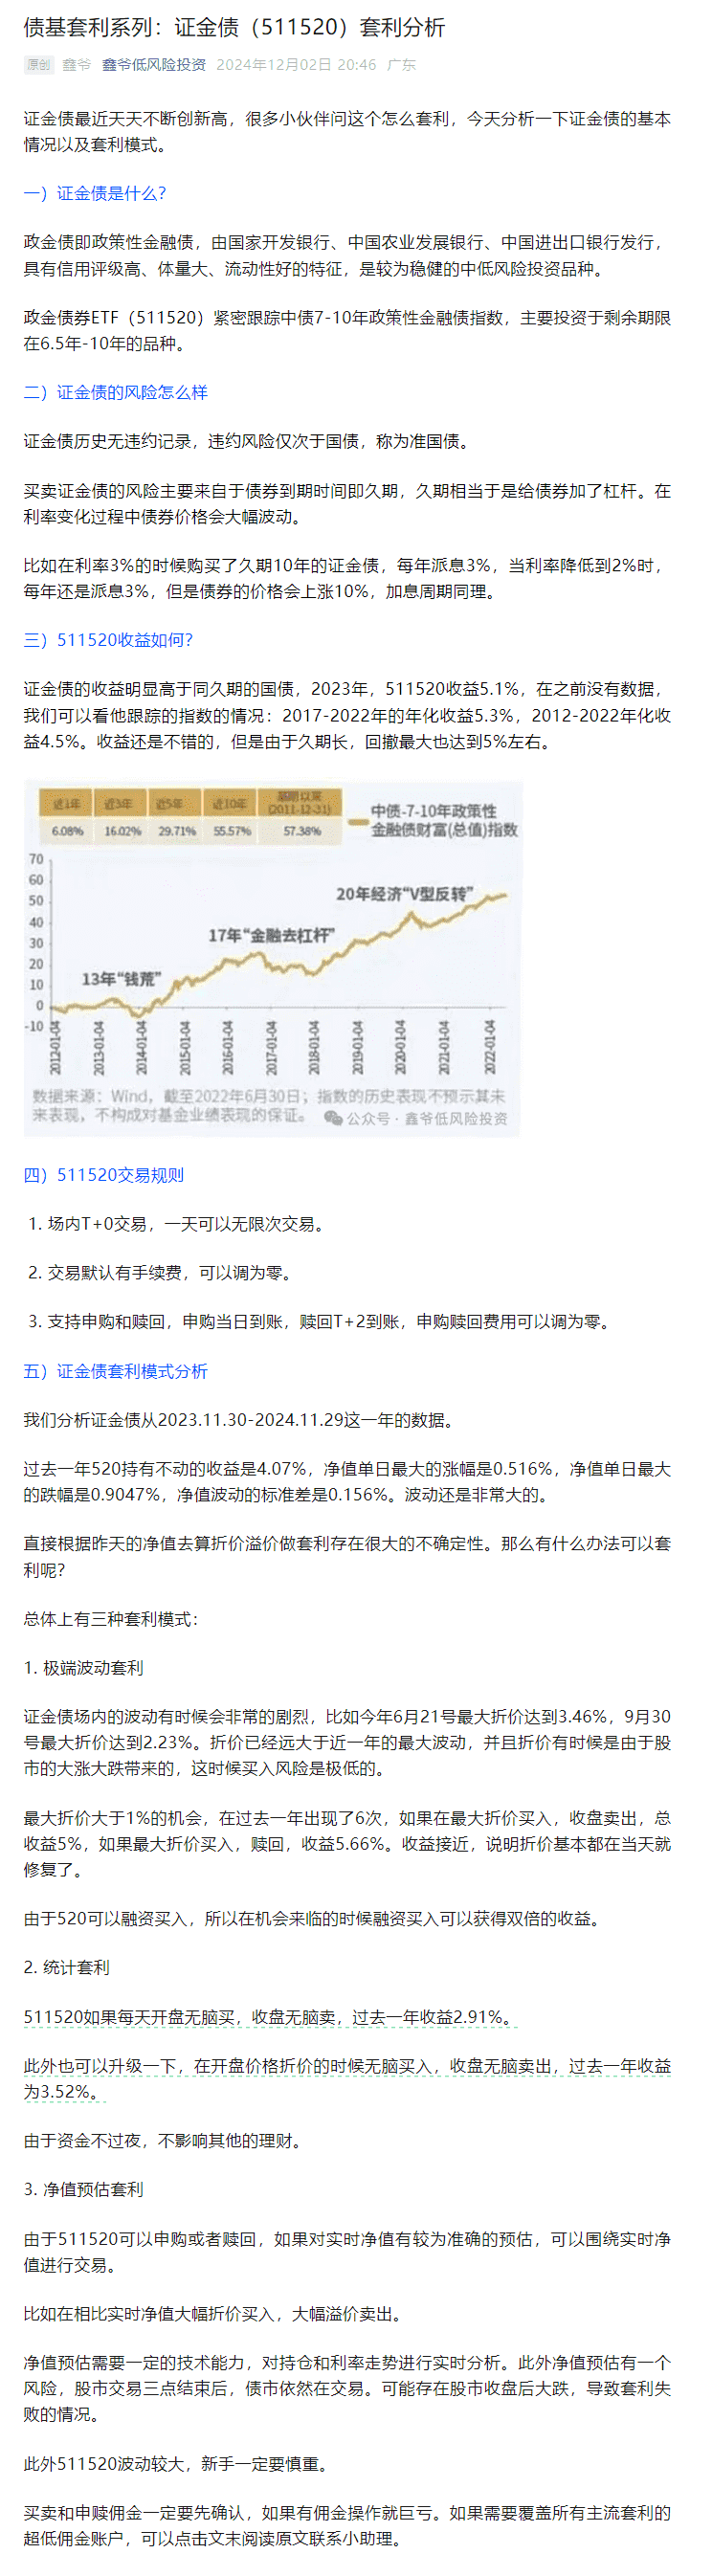 债基套利系列：证金债（511520）套利分析
原创 鑫爷 鑫爷低风险投资 2024年12月02日 20:46 广东
证金债最近天天不断创新高，很多小伙伴问这个怎么套利，今天分析一下证金债的基本
情况以及套利模式。
一）证金债是什么？
政金债即政策性金融债，由国家开发银行、中国农业发展银行、中国进出口银行发行，
具有信用评级高、体量大、流动性好的特征，是较为稳健的中低风险投资品种。
政金债券ETF（511520）紧密跟踪中债7-10年政策性金融债指数，主要投资于剩余期限
在6.5年-10年的品种。
二）证金债的风险怎么样
证金债历史无违约记录，违约风险仅次于国债，称为准国债。
买卖证金债的风险主要来自于债券到期时间即久期，久期相当于是给债券加了杠杆。在
利率变化过程中债券价格会大幅波动。
比如在利率3%的时候购买了久期10年的证金债，每年派息3%，当利率降低到2%时，
每年还是派息3%，但是债券的价格会上涨10%，加息周期同理。
三）511520收益如何？
证金债的收益明显高于同久期的国债，2023年，511520收益5.1%，在之前没有数据，
我们可以看他跟踪的指数的情况：2017-2022年的年化收益5.3%，2012-2022年化收
益4.5%。收益还是不错的，但是由于久期长，回撤最大也达到5%左右。
近1年 近3年 近5年 近10年 基期以来
(2011-12-31)
6.08% 16.02% 29.71% 55.57% 57.38%
中债-7-10年政策性
金融债财富(总值)指数
70
60
50
40
30
20
10
0
-10
20年经济“V型反转”
17年“金融去杠杆”
13年“钱荒”
2012-01-04 2013-01-04 2014-01-04 2015-01-04 2016-01-04 2017-01-04 2018-01-04 2019-01-04 2020-01-04 2021-01-04 2022-01-04
数据来源：Wind，截至2022年6月30日；指数的历史表现不预示其未
来表现，不构成对基金业绩表现的保证。
公众号 · 鑫爷低风险投资
四）511520交易规则
1. 场内T+0交易，一天可以无限次交易。
2. 交易默认有手续费，可以调为零。
3. 支持申购和赎回，申购当日到账，赎回T+2到账，申购赎回费用可以调为零。
五）证金债套利模式分析
我们分析证金债从2023.11.30-2024.11.29这一年的数据。
过去一年520持有不动的收益是4.07%，净值单日最大的涨幅是0.516%，净值单日最大
的跌幅是0.9047%，净值波动的标准差是0.156%。波动还是非常大的。
直接根据昨天的净值去算折价溢价做套利存在很大的不确定性。那么有什么办法可以套
利呢？
总体上有三种套利模式：
1. 极端波动套利
证金债场内的波动有时候会非常的剧烈，比如今年6月21号最大折价达到3.46%，9月30
号最大折价达到2.23%。折价已经远大于近一年的最大波动，并且折价有时候是由于股
市的大涨大跌带来的，这时候买入风险是极低的。
最大折价大于1%的机会，在过去一年出现了6次，如果在最大折价买入，收盘卖出，总
收益5%，如果最大折价买入，赎回，收益5.66%。收益接近，说明折价基本都在当天就
修复了。
由于520可以融资买入，所以在机会来临的时候融资买入可以获得双倍的收益。
2. 统计套利
511520如果每天开盘无脑买，收盘无脑卖，过去一年收益2.91%。
此外也可以升级一下，在开盘价格折价的时候无脑买入，收盘无脑卖出，过去一年收益
为3.52%。
由于资金不过夜，不影响其他的理财。
3. 净值预估套利
由于511520可以申购或者赎回，如果对实时净值有较为准确的预估，可以围绕实时净
值进行交易。
比如在相比实时净值大幅折价买入，大幅溢价卖出。
净值预估需要一定的技术能力，对持仓和利率走势进行实时分析。此外净值预估有一个
风险，股市交易三点结束后，债市依然在交易。可能存在股市收盘后大跌，导致套利失
败的情况。
此外511520波动较大，新手一定要慎重。
买卖和申赎佣金一定要先确认，如果有佣金操作就巨亏。如果需要覆盖所有主流套利的
超低佣金账户，可以点击文末阅读原文联系小助理。